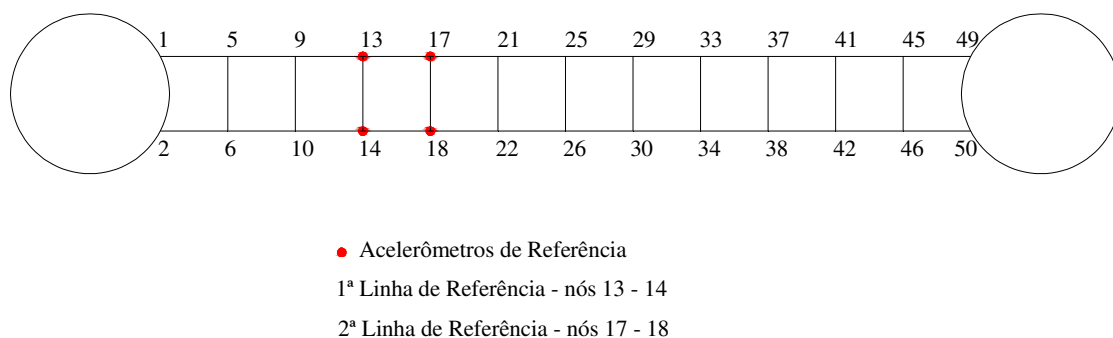 1 5 9 13 17 21 25 29 33 37 41 45 49
2 6 10 14 18 22 26 30 34 38 42 46 50
Acelerômetros de Referência
1ª Linha de Referência - nós 13 - 14
2ª Linha de Referência - nós 17 - 18